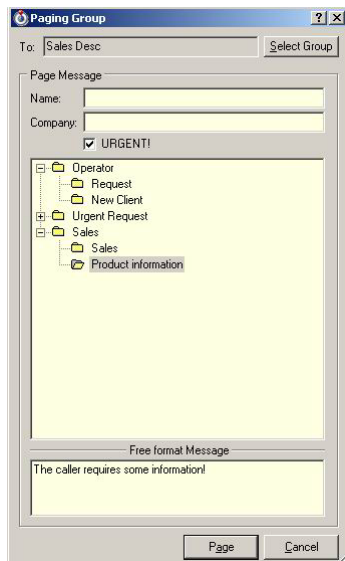 Paging Group
To: Sales Desc Select Group
Page Message
Name:
Company:
URGENT!
Operator
Request
New Client
Urgent Request
Sales
Sales
Product information
Free format Message
The caller requires some information!
Page Cancel